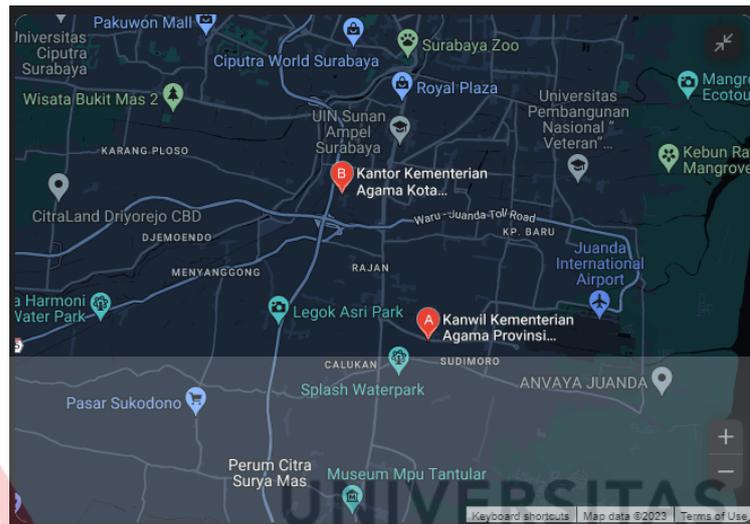 Pakuwon Mall
Universitas
Ciputra
Surabaya
Ciputra World Surabaya
Surabaya Zoo
Royal Plaza
Wisata Bukit Mas 2
UIN Sunan
Ampel
Surabaya
Universitas
Pembangunan
Nasional "
Veteran"...
Mangro
Ecotou
KARANG PLOSO
Kebun Ra
Mangrove
B
Kantor Kementerian
Agama Kota...
CitraLand Driyorejo CBD
Waru-Juanda Toll Road
DJEMOENDO
KP. BARU
MENYANGGONG
RAJAN
Juanda
International
Airport
a Harmoni
Water Park
Legok Asri Park
A
Kanwil Kementerian
Agama Provinsi...
CALUKAN
SUDIMORO
Splash Waterpark
ANVAYA JUANDA
Pasar Sukodono
Perum Citra
Surya Mas
Museum Mpu Tantular
UNIVERSITAS
Keyboard shortcuts
Map data ©2023
Terms of Use